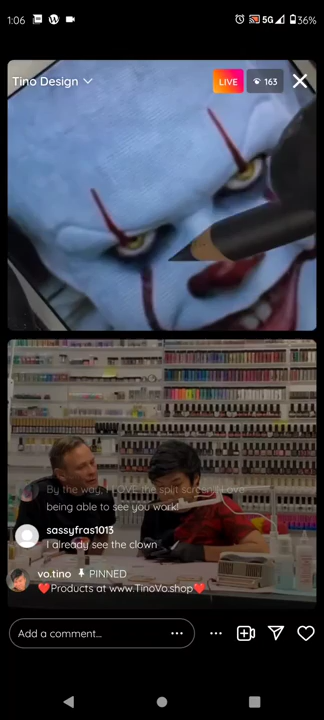 1:06
5G
36%
Tino Design
LIVE
163
By the way, I LOVE the split screen! Love
being able to see you work!
sassyfras1013
I already see the clown
vo.tino PINNED
❤️Products at www.TinoVo.shop❤️
Add a comment...